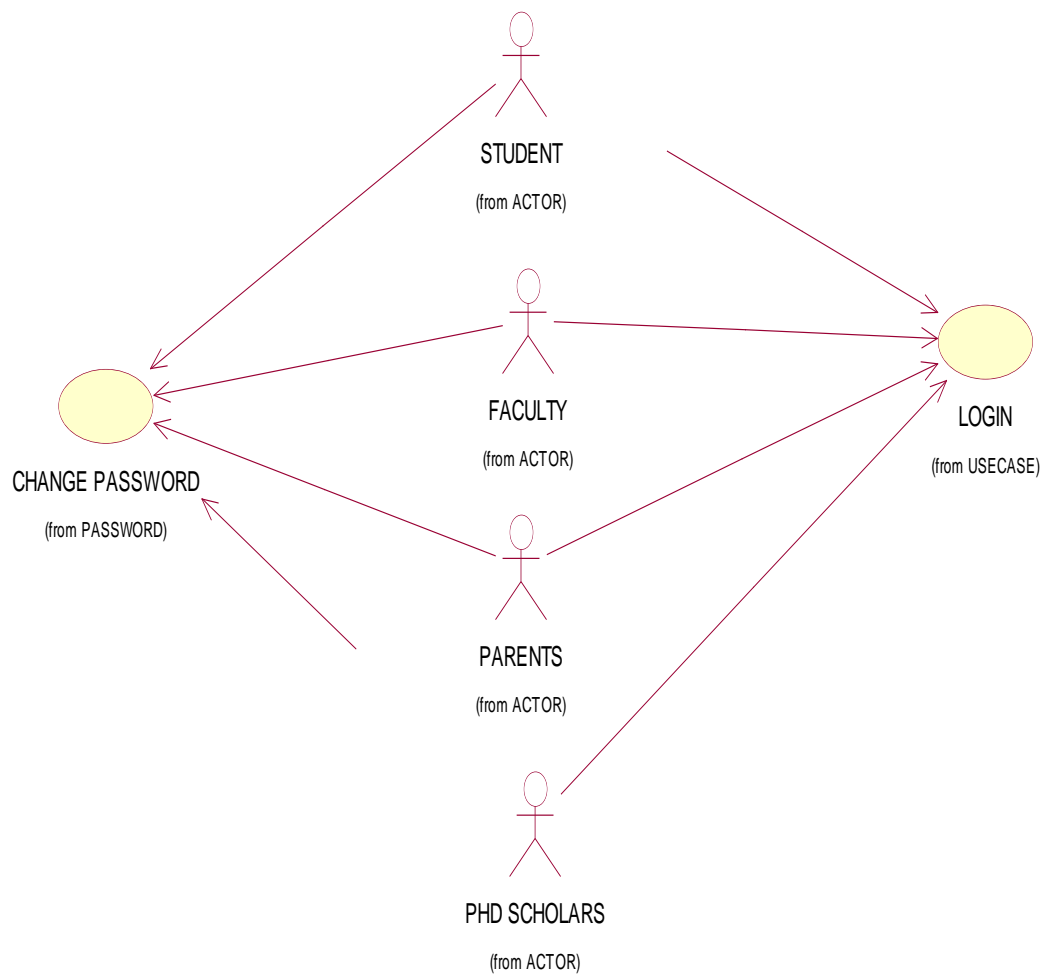 STUDENT
(from ACTOR)
FACULTY
(from ACTOR)
LOGIN
(from USECASE)
CHANGE PASSWORD
(from PASSWORD)
PARENTS
(from ACTOR)
PHD SCHOLARS
(from ACTOR)